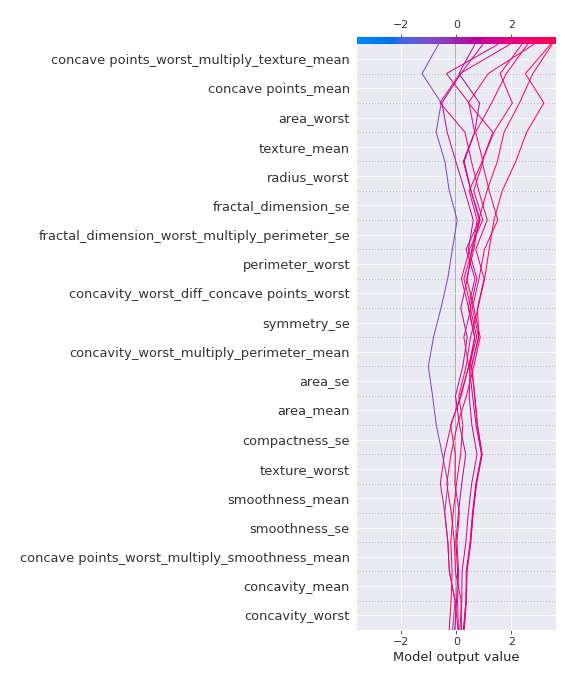 −2 0 2
concave points_worst_multiply_texture_mean
concave points_mean
area_worst
texture_mean
radius_worst
fractal_dimension_se
fractal_dimension_worst_multiply_perimeter_se
perimeter_worst
concavity_worst_diff_concave points_worst
symmetry_se
concavity_worst_multiply_perimeter_mean
area_se
area_mean
compactness_se
texture_worst
smoothness_mean
smoothness_se
concave points_worst_multiply_smoothness_mean
concavity_mean
concavity_worst
−2 0 2
Model output value